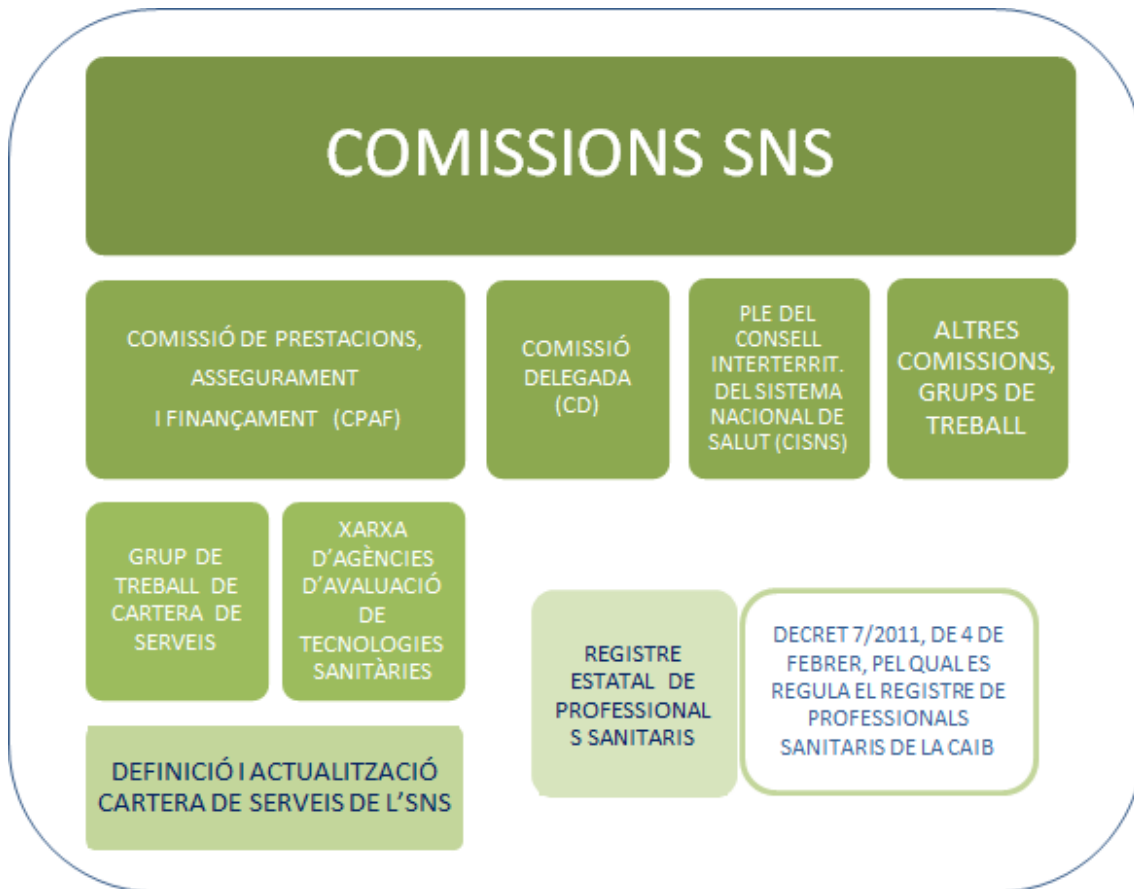 COMISSIONS SNS
COMISSIÓ DE PRESTACIONS,
ASSEGURAMENT
I FINANÇAMENT (CPAF)
COMISSIÓ
DELEGADA
(CD)
PLE DEL
CONSELL
INTERTERRIT.
DEL SISTEMA
NACIONAL DE
SALUT (CISNS)
ALTRES
COMISSIONS,
GRUPS DE
TREBALL
GRUP DE
TREBALL DE
CARTERA DE
SERVEIS
XARXA
D'AGÈNCIES
D'AVALUACIÓ
DE
TECNOLOGIES
SANITÀRIES
REGISTRE
ESTATAL DE
PROFESSIONAL
S SANITARIS
DECRET 7/2011, DE 4 DE
FEBRER, PEL QUAL ES
REGULA EL REGISTRE DE
PROFESSIONALS
SANITARIS DE LA CAIB
DEFINICIÓ I ACTUALITZACIÓ
CARTERA DE SERVEIS DE L'SNS